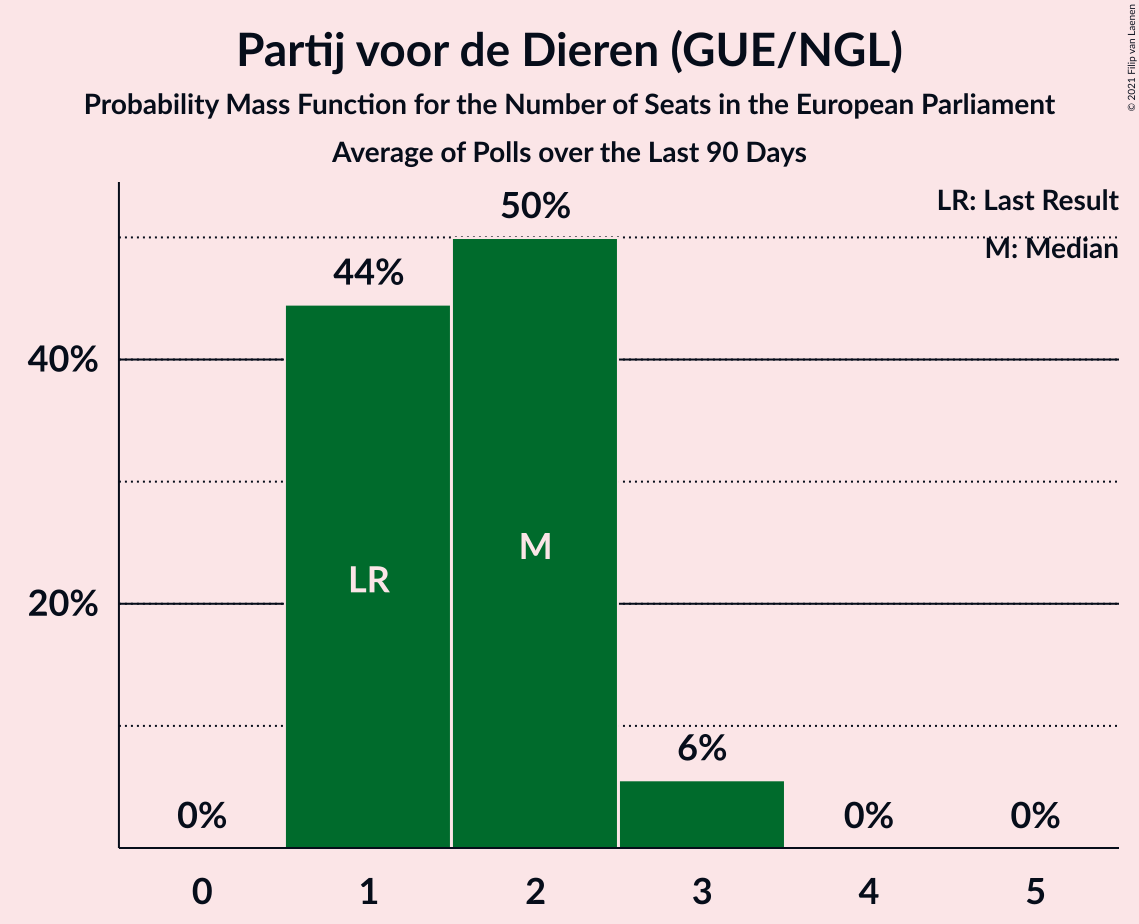 Partij voor de Dieren (GUE/NGL)
Probability Mass Function for the Number of Seats in the European Parliament
Average of Polls over the Last 90 Days
© 2021 Filip van Laenen
LR: Last Result
M: Median
50%
44%
40%
M
LR
20%
6%
0%
0%
0%
0
1
2
3
4
5